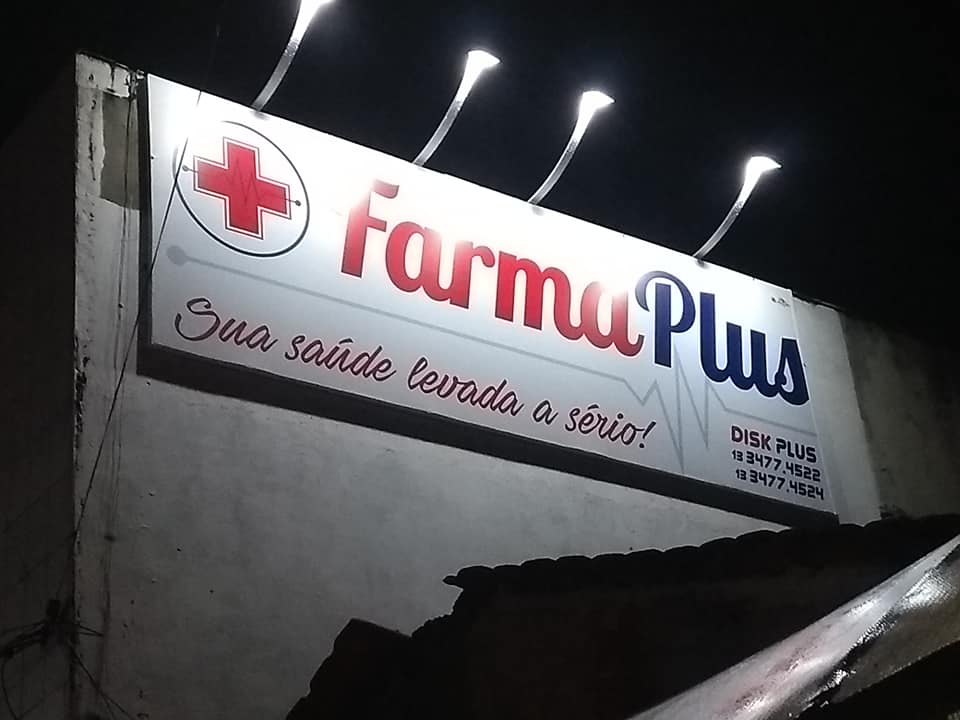 FarmaPlus
Sua saúde levada a sério!
DISK PLUS
13 3477.4522
13 3477.4524